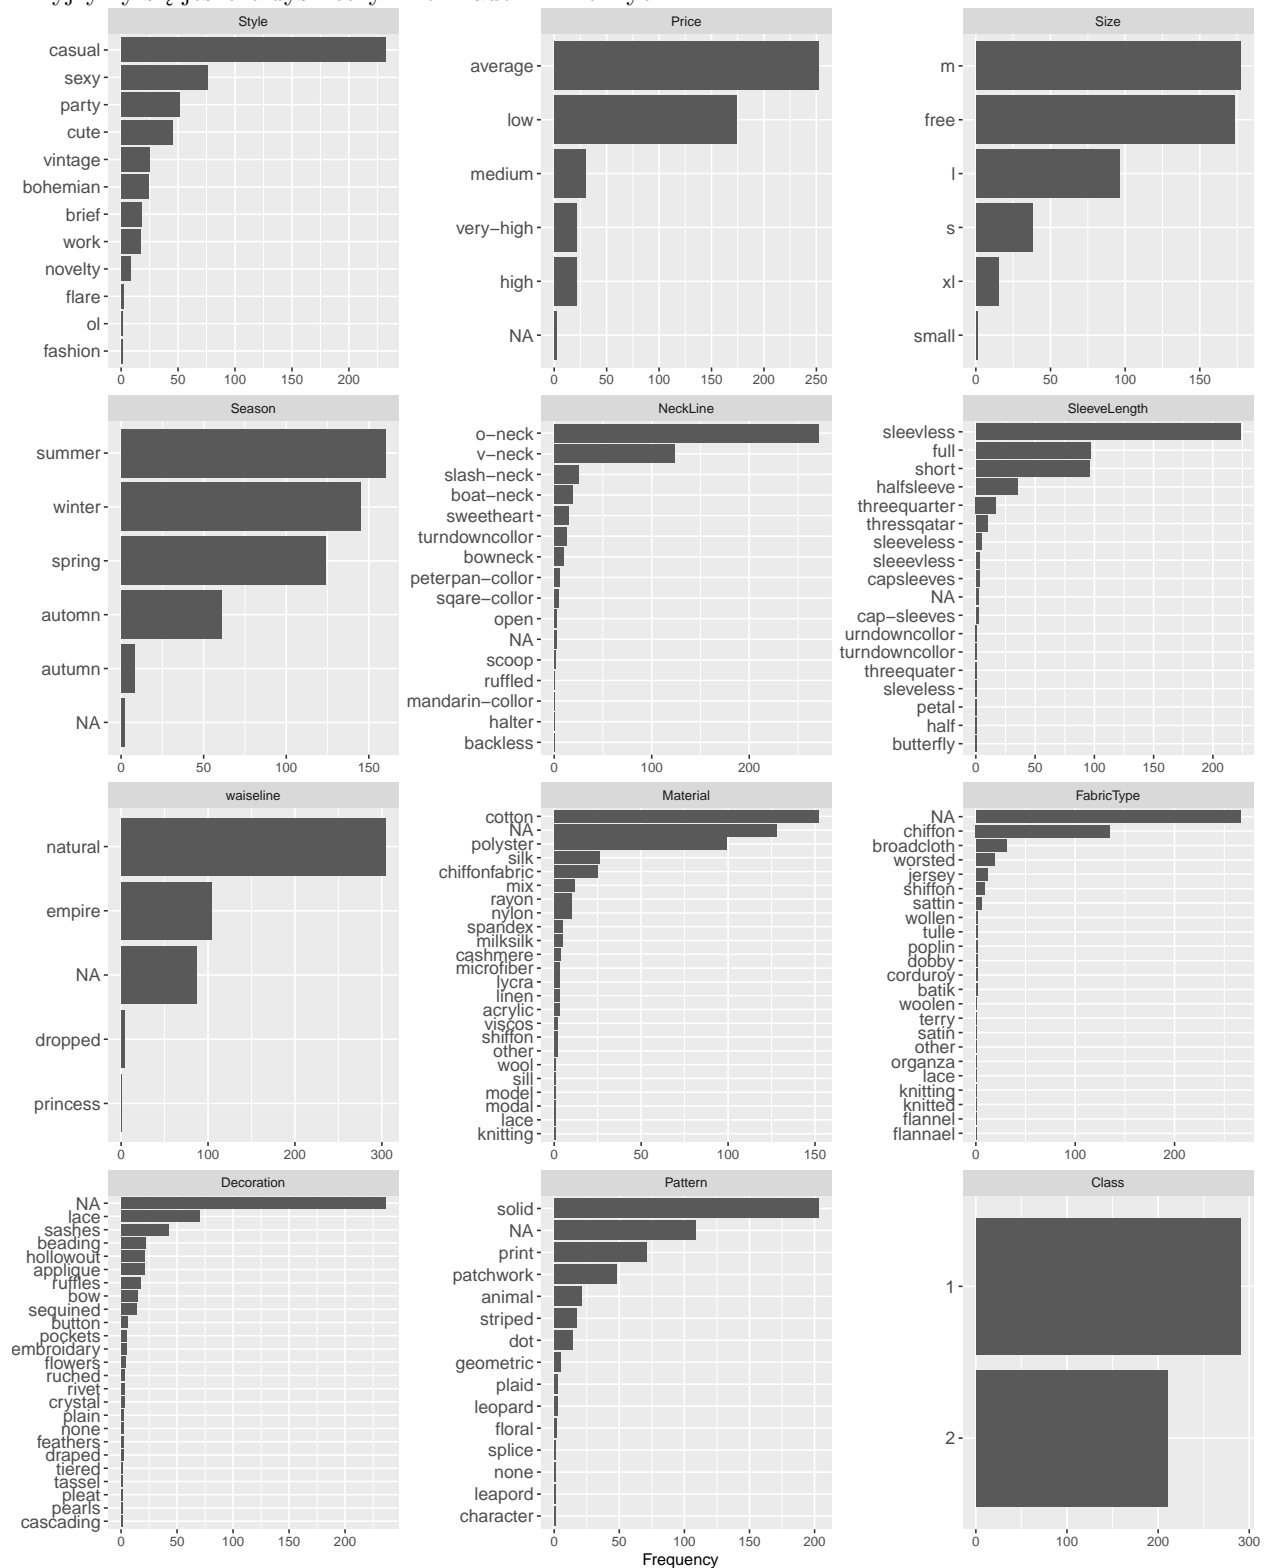 Style
casual
sexy
party
cute
vintage
bohemian
brief
work
novelty
flare
ol
fashion
0 50 100 150 200
Price
average
low
medium
very−high
high
NA
0 50 100 150 200 250
Size
m
free
l
s
xl
small
0 50 100 150
Season
summer
winter
spring
automn
autumn
NA
0 50 100 150
NeckLine
o−neck
v−neck
slash−neck
boat−neck
sweetheart
turndowncollor
bowneck
peterpan−collor
sqare−collor
open
NA
scoop
ruffled
mandarin−collor
halter
backless
0 100 200
SleeveLength
sleevless
full
short
halfsleeve
threequarter
thressqatar
sleeveless
sleeevless
capsleeves
NA
cap−sleeves
urndowncollor
turndowncollor
threequater
sleveless
petal
half
butterfly
0 50 100 150 200
waiseline
natural
empire
NA
dropped
princess
0 100 200 300
Material
cotton
NA
polyster
silk
chiffonfabric
mix
rayon
nylon
spandex
milksilk
cashmere
microfiber
lycra
linen
acrylic
viscos
shiffon
other
wool
sill
model
modal
lace
knitting
0 50 100 150
FabricType
NA
chiffon
broadcloth
worsted
jersey
shiffon
sattin
wollen
tulle
poplin
dobby
corduroy
batik
woolen
terry
satin
other
organza
lace
knitting
knitted
flannel
flannael
0 100 200
Decoration
NA
lace
sashes
beading
hollowout
applique
ruffles
bow
sequined
button
pockets
embroidary
flowers
ruched
rivet
crystal
plain
none
feathers
draped
tiered
tassel
pleat
pearls
cascading
0 50 100 150 200
Pattern
solid
NA
print
patchwork
animal
striped
dot
geometric
plaid
leopard
floral
splice
none
leapord
character
0 50 100 150 200
Class
1
2
0 100 200 300
Frequency